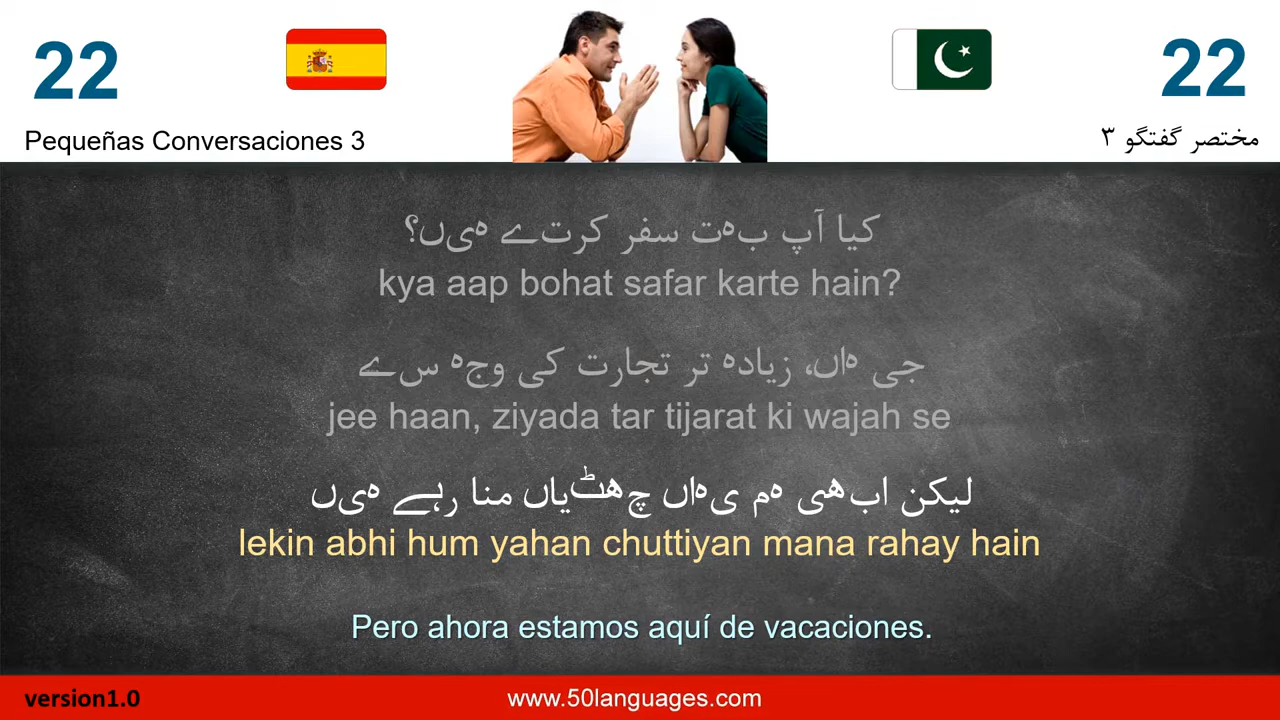 22
22
Pequeñas Conversaciones 3
مختصر گفتگو ۳
کیا آپ بہت سفر کرتے ہیں؟
kya aap bohat safar karte hain?
جی ہاں، زیادہ تر تجارت کی وجہ سے
jee haan, ziyada tar tijarat ki wajah se
لیکن ابھی ہم یہاں چھٹیاں منا رہے ہیں
lekin abhi hum yahan chuttiyan mana rahay hain
Pero ahora estamos aquí de vacaciones.
version1.0
www.50languages.com